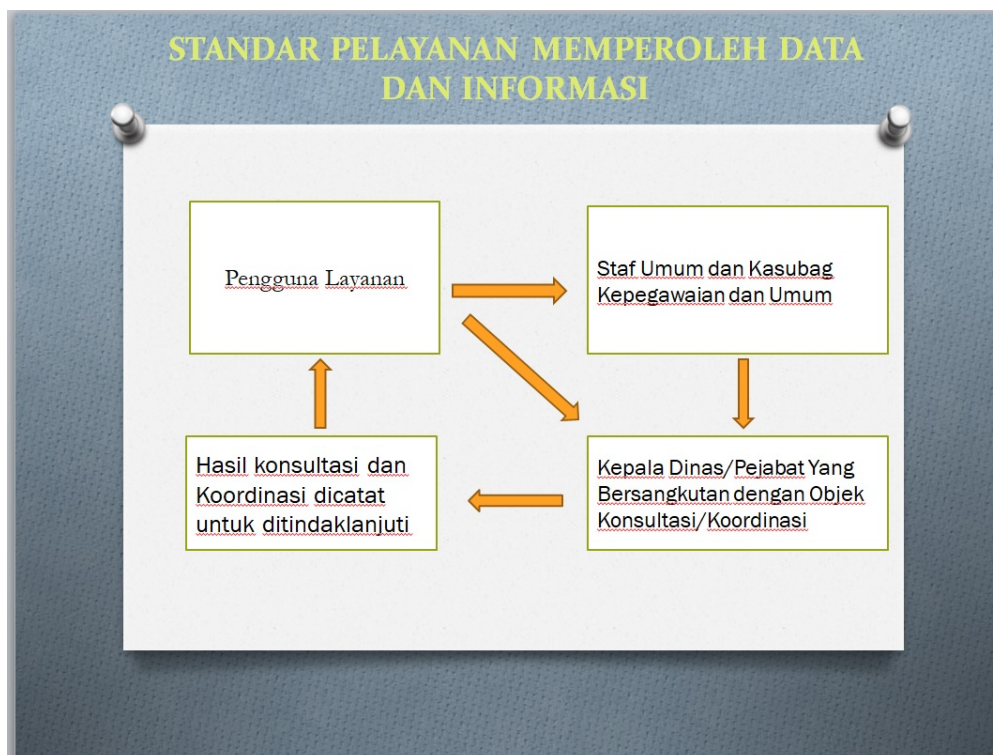 STANDAR PELAYANAN MEMPEROLEH DATA
DAN INFORMASI
Pengguna Layanan
Staf Umum dan Kasubag
Kepegawaian dan Umum
Hasil konsultasi dan
Koordinasi dicatat
untuk ditindaklanjuti
Kepala Dinas/Pejabat Yang
Bersangkutan dengan Objek
Konsultasi/Koordinasi